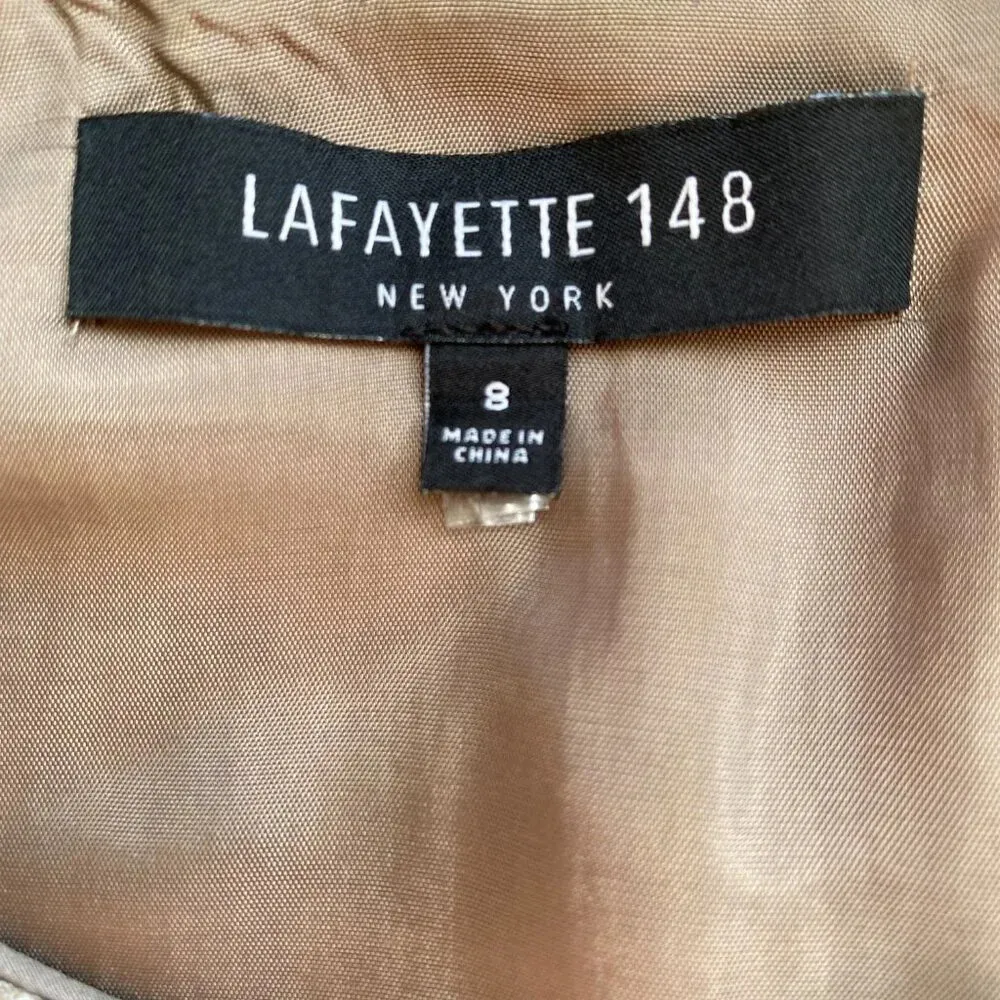 LAFAYETTE 148
NEW YORK
8
MADE IN
CHINA